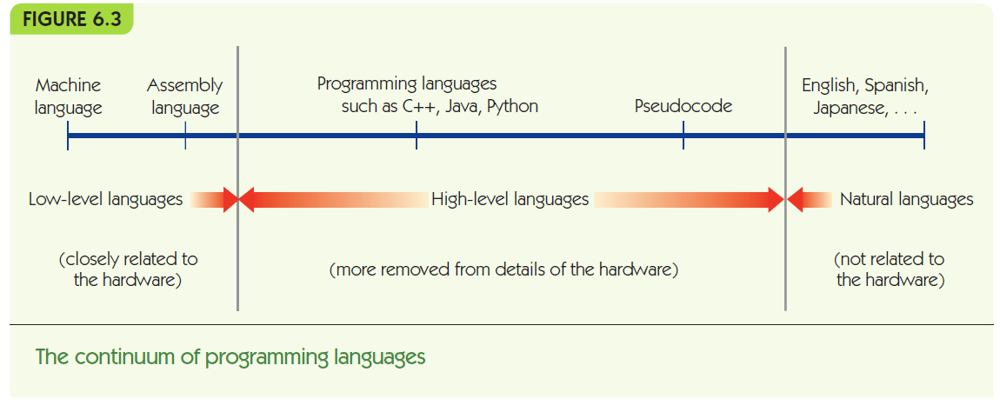 FIGURE 6.3
Machine
language
Assembly
language
Programming languages
such as C++, Java, Python
Pseudocode
English, Spanish,
Japanese, . . .
Low-level languages
High-level languages
Natural languages
(closely related to
the hardware)
(more removed from details of the hardware)
(not related to
the hardware)
The continuum of programming languages